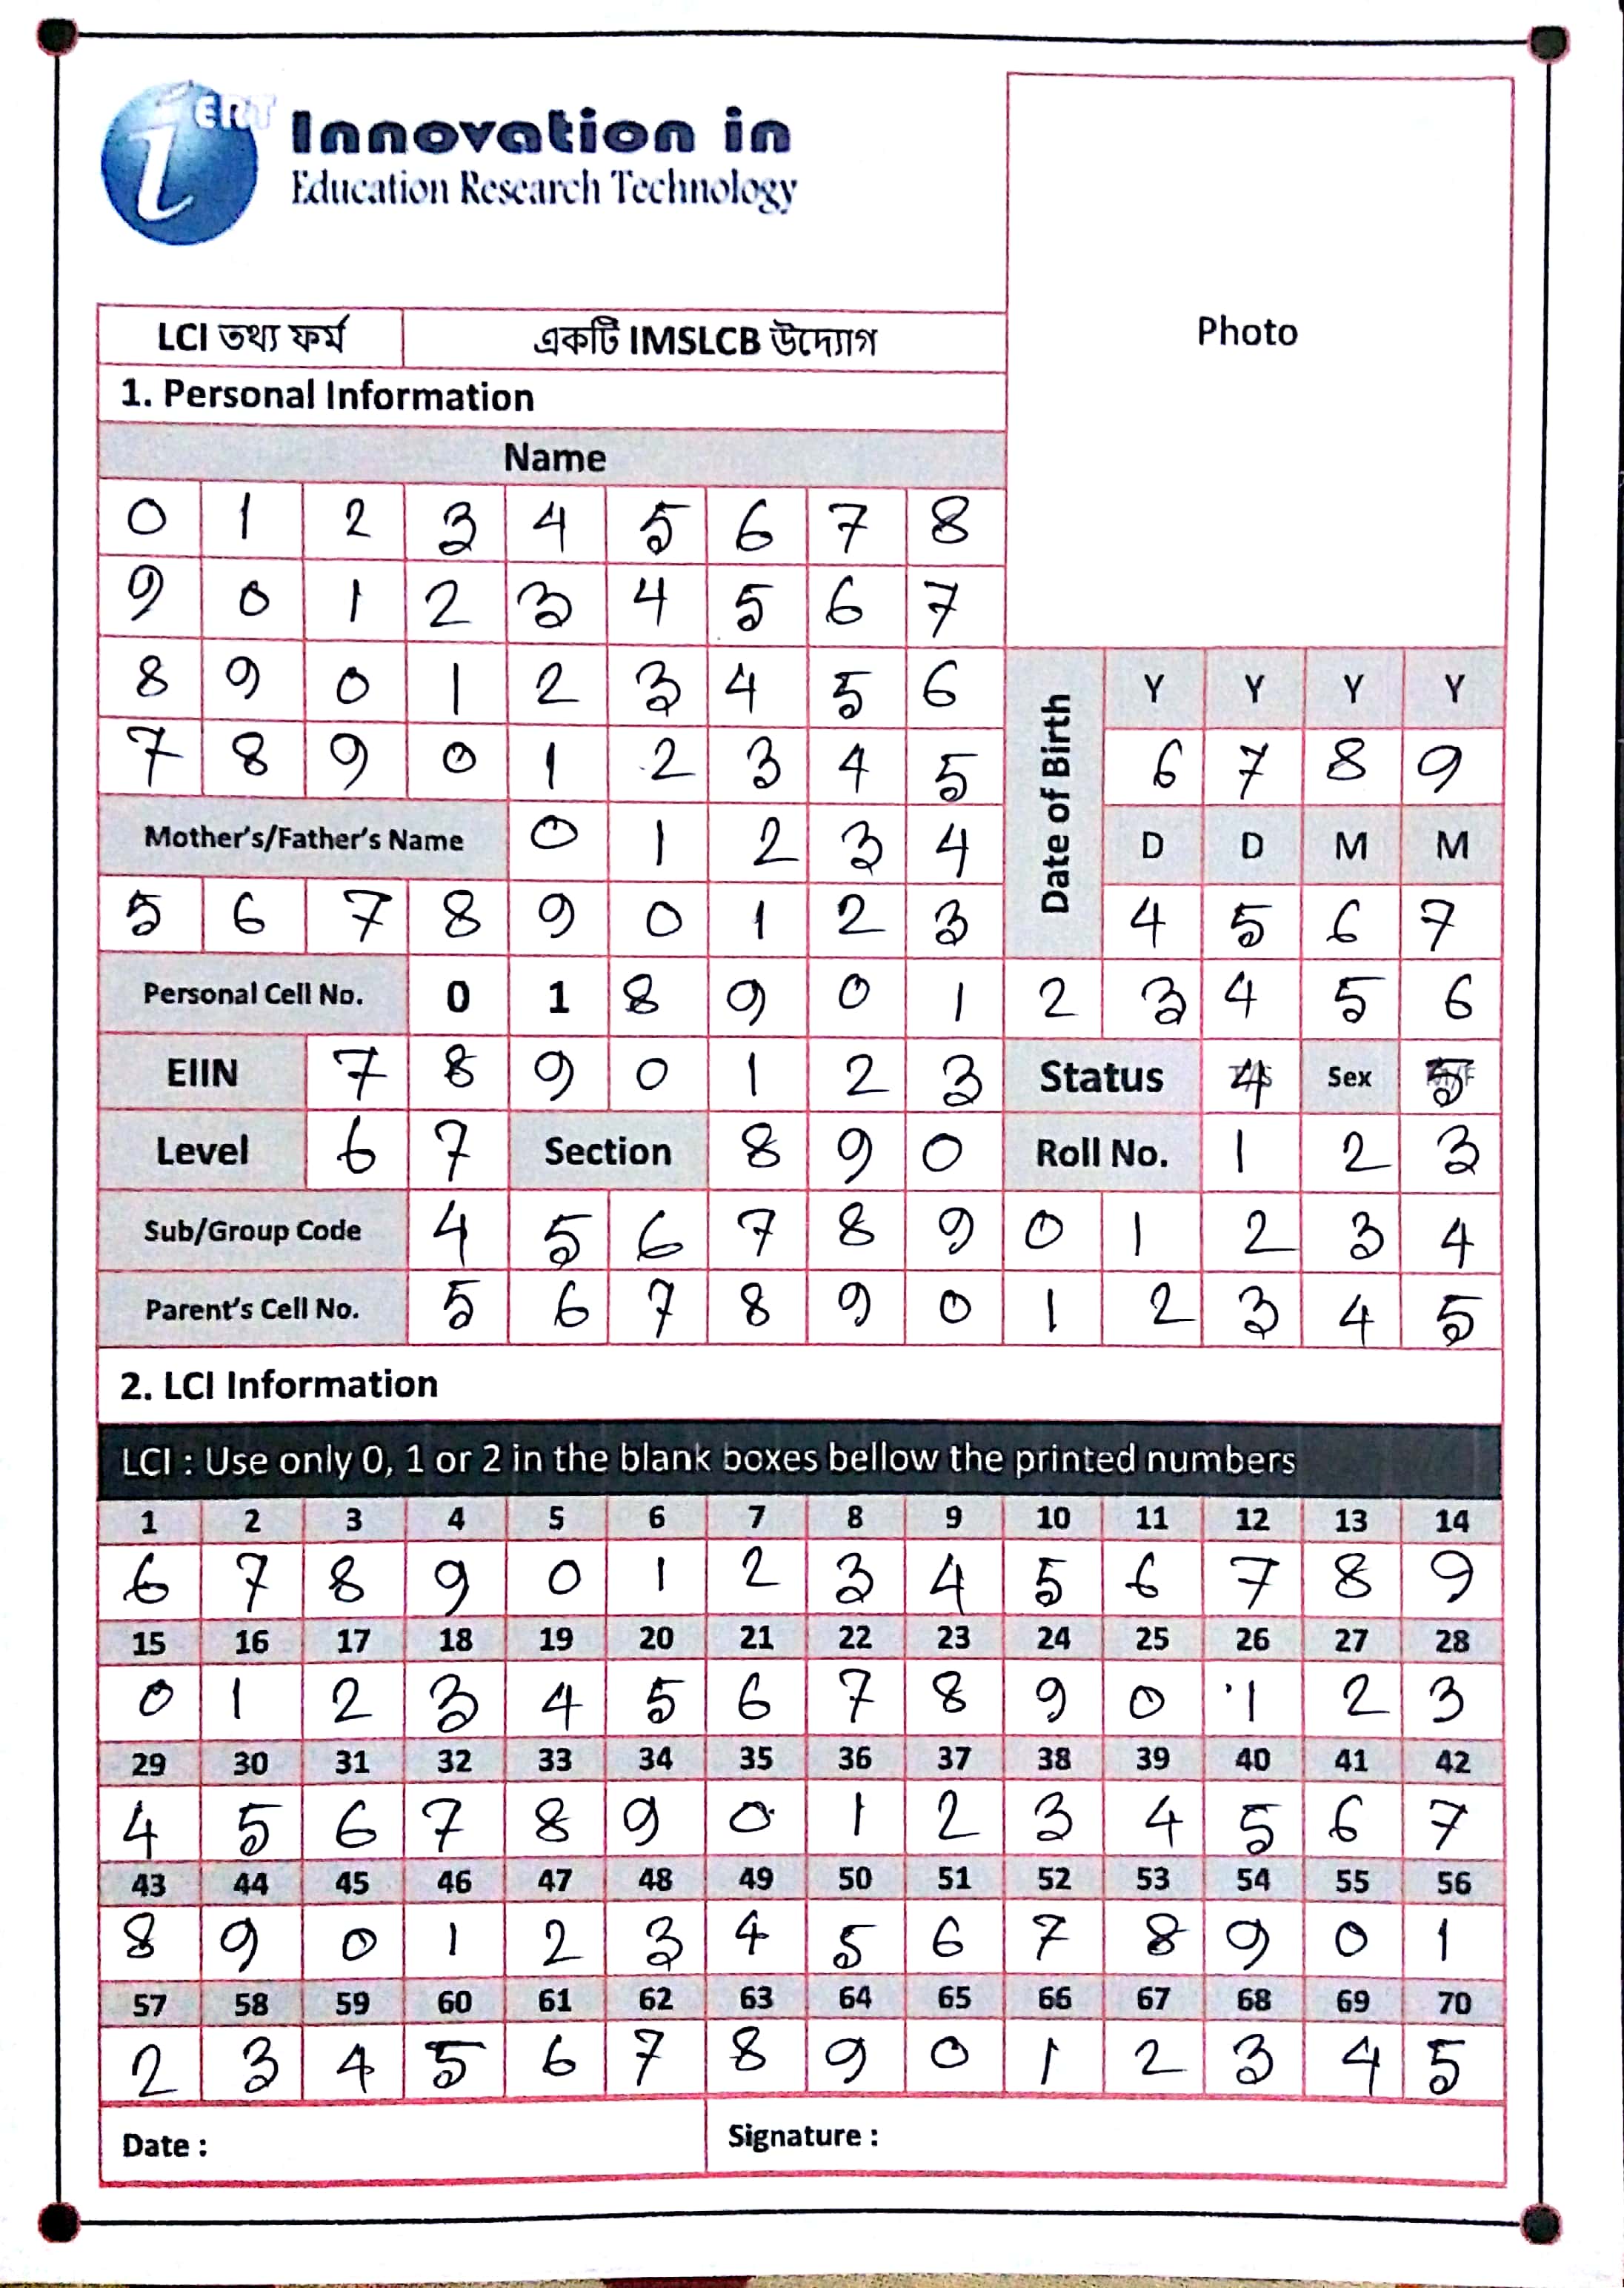 iERT Innovation in
Education Research Technology
Photo
LCI তথ্য ফর্ম একটি IMSLCB উদ্যোগ
1. Personal Information
Name
0 1 2 3 4 5 6 7 8
9 0 1 2 3 4 5 6 7
8 9 0 1 2 3 4 5 6
Date of Birth Y Y Y Y
7 8 9 0 1 2 3 4 5 6 7 8 9
Mother's/Father's Name 0 1 2 3 4 D D M M
5 6 7 8 9 0 1 2 3 4 5 6 7
Personal Cell No. 0 1 8 9 0 1 2 3 4 5 6
EIIN 7 8 9 0 1 2 3 Status 4 Sex 5
Level 6 7 Section 8 9 0 Roll No. 1 2 3
Sub/Group Code 4 5 6 7 8 9 0 1 2 3 4
Parent's Cell No. 5 6 7 8 9 0 1 2 3 4 5
2. LCI Information
LCI : Use only 0, 1 or 2 in the blank boxes bellow the printed numbers
1 2 3 4 5 6 7 8 9 10 11 12 13 14
6 7 8 9 0 1 2 3 4 5 6 7 8 9
15 16 17 18 19 20 21 22 23 24 25 26 27 28
0 1 2 3 4 5 6 7 8 9 0 1 2 3
29 30 31 32 33 34 35 36 37 38 39 40 41 42
4 5 6 7 8 9 0 1 2 3 4 5 6 7
43 44 45 46 47 48 49 50 51 52 53 54 55 56
8 9 0 1 2 3 4 5 6 7 8 9 0 1
57 58 59 60 61 62 63 64 65 66 67 68 69 70
2 3 4 5 6 7 8 9 0 1 2 3 4 5
Date : Signature :